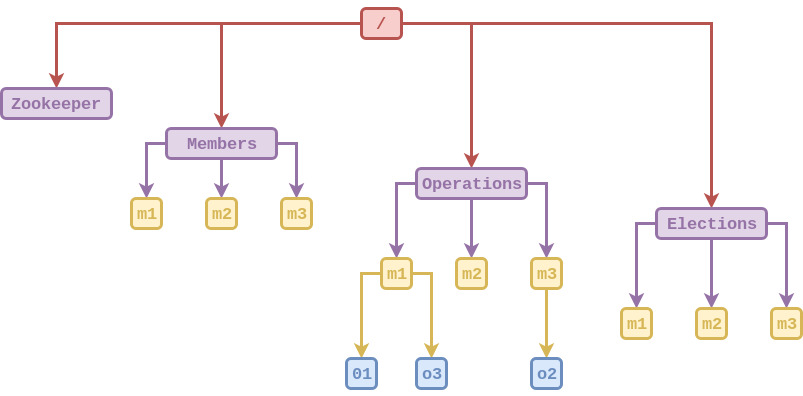 /
Zookeeper
Members
m1 m2 m3
Operations
m1 m2 m3
01 o3 o2
Elections
m1 m2 m3